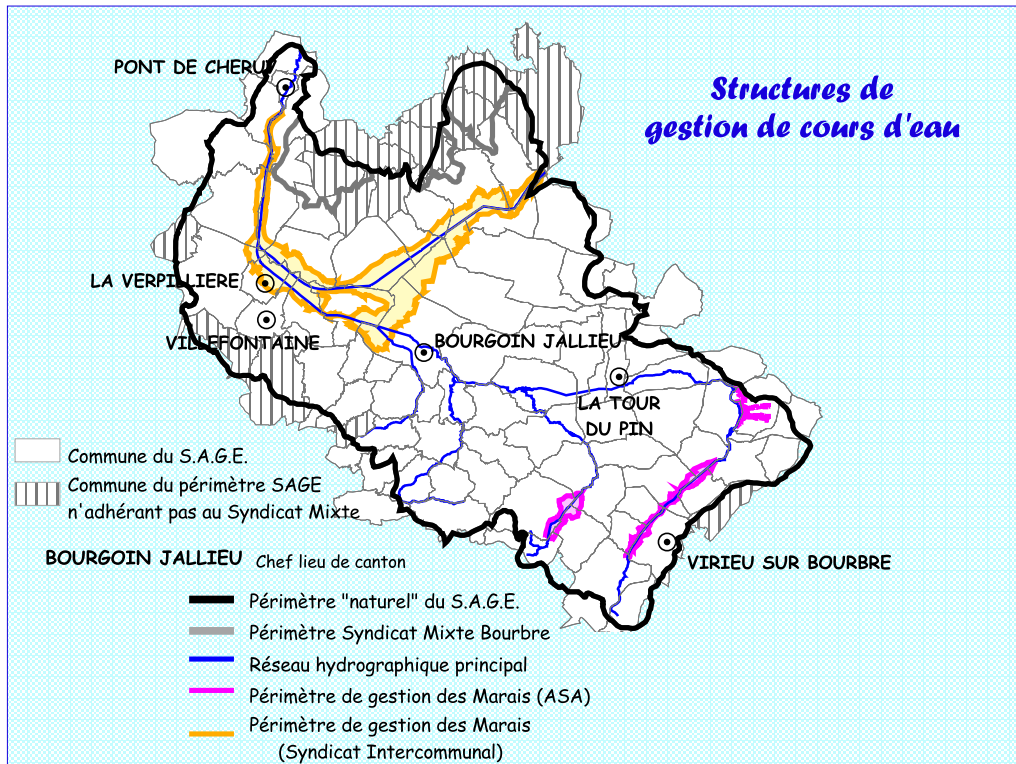 Structures de
gestion de cours d'eau
PONT DE CHERUY
LA VERPILLIERE
VILLEFONTAINE
BOURGOIN JALLIEU
LA TOUR
DU PIN
VIRIEU SUR BOURBRE
Commune du S.A.G.E.
Commune du périmètre SAGE
n'adhérant pas au Syndicat Mixte
BOURGOIN JALLIEU Chef lieu de canton
Périmètre "naturel" du S.A.G.E.
Périmètre Syndicat Mixte Bourbre
Réseau hydrographique principal
Périmètre de gestion des Marais (ASA)
Périmètre de gestion des Marais
(Syndicat Intercommunal)